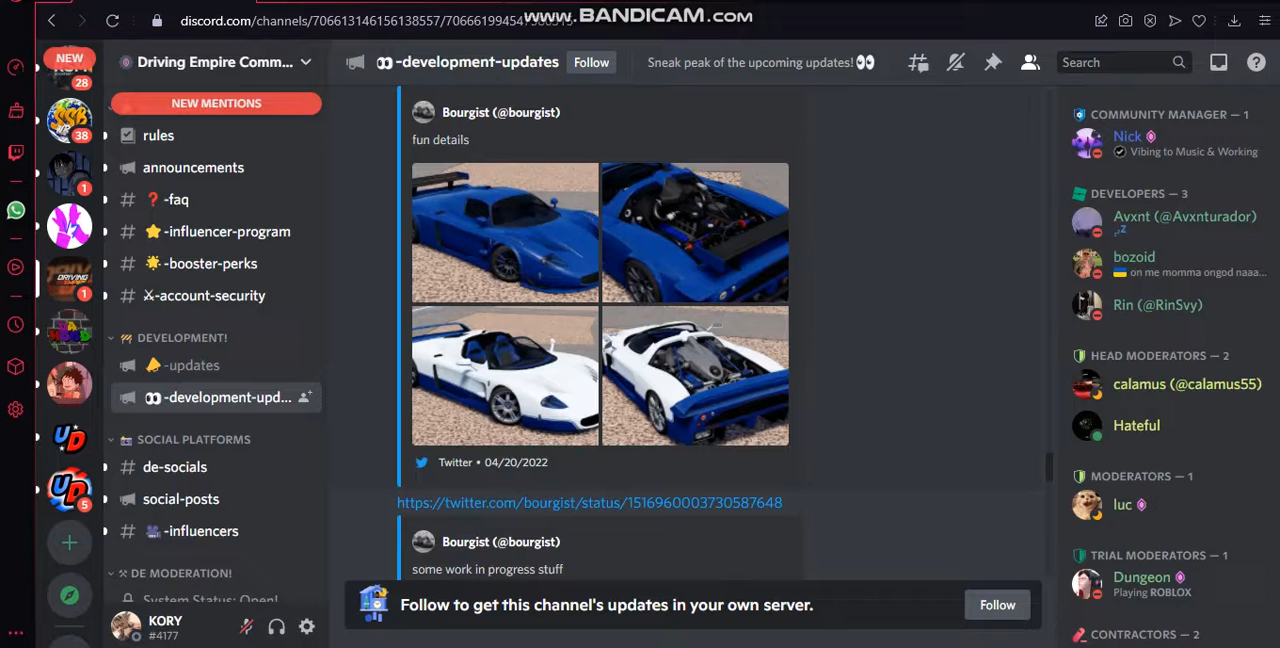 www.BANDICAM.com
discord.com/channels/706613146156138557/70666199454
NEW
28
38
1
1
5
Driving Empire Comm...
NEW MENTIONS
rules
announcements
# ❓-faq
# ⭐-influencer-program
# 🌟-booster-perks
# ⚔-account-security
🚧 DEVELOPMENT!
📣-updates
👀-development-upd...
SOCIAL PLATFORMS
# de-socials
social-posts
# 🎥-influencers
⚒ DE MODERATION!
System Status: Open!
KORY
#4177
👀-development-updates
Follow
Sneak peak of the upcoming updates! 👀
Search
Bourgist (@bourgist)
fun details
Twitter • 04/20/2022
https://twitter.com/bourgist/status/1516960003730587648
Bourgist (@bourgist)
some work in progress stuff
Follow to get this channel's updates in your own server.
Follow
COMMUNITY MANAGER — 1
Nick
Vibing to Music & Working
DEVELOPERS — 3
Avxnt (@Avxnturador)
💤
bozoid
🇺🇦 on me momma ongod naaa...
Rin (@RinSvy)
HEAD MODERATORS — 2
calamus (@calamus55)
Hateful
MODERATORS — 1
luc
TRIAL MODERATORS — 1
Dungeon
Playing ROBLOX
CONTRACTORS — 2